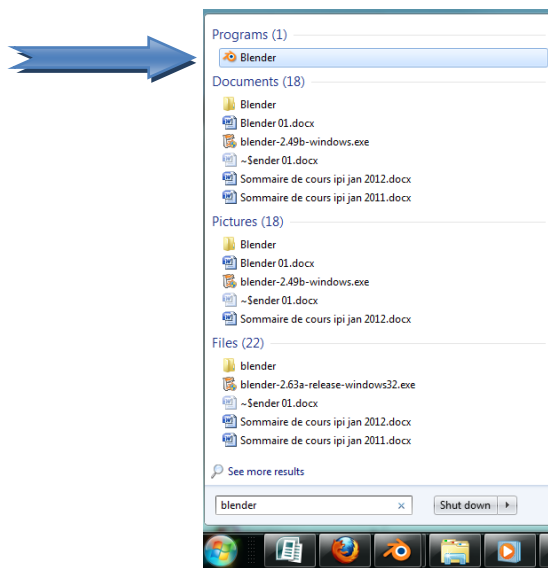 Programs (1)
Blender
Documents (18)
Blender
Blender 01.docx
blender-2.49b-windows.exe
~$ender 01.docx
Sommaire de cours ipi jan 2012.docx
Sommaire de cours ipi jan 2011.docx
Pictures (18)
Blender
Blender 01.docx
blender-2.49b-windows.exe
~$ender 01.docx
Sommaire de cours ipi jan 2012.docx
Files (22)
blender
blender-2.63a-release-windows32.exe
~$ender 01.docx
Sommaire de cours ipi jan 2012.docx
Sommaire de cours ipi jan 2011.docx
See more results
blender
Shut down